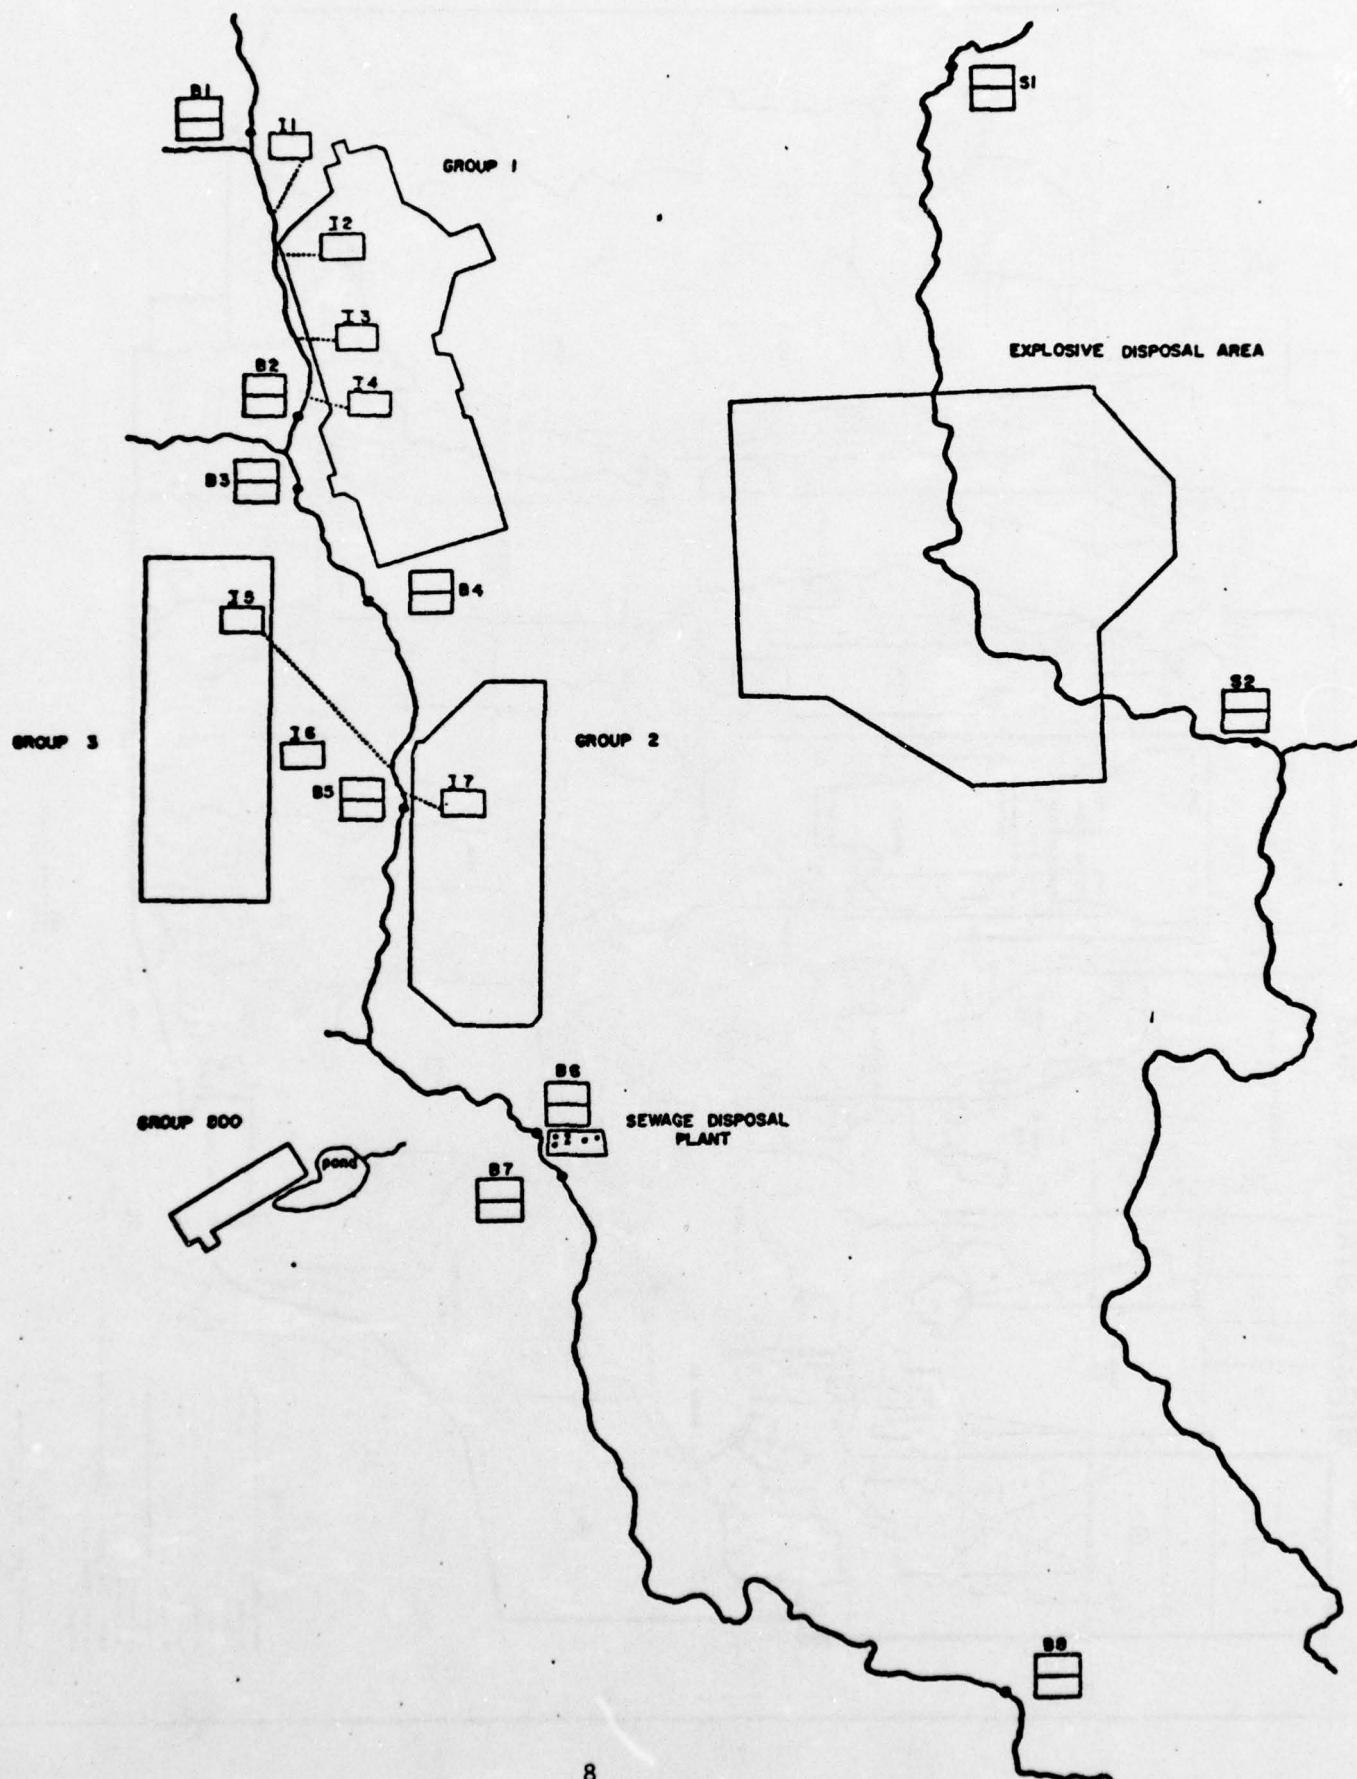 S1
B1
I1
GROUP 1
I2
I3
EXPLOSIVE DISPOSAL AREA
B2
I4
B3
B4
I5
S2
GROUP 3
I6
GROUP 2
B5
I7
B6
GROUP 800
SEWAGE DISPOSAL
PLANT
pond
B7
B8
8